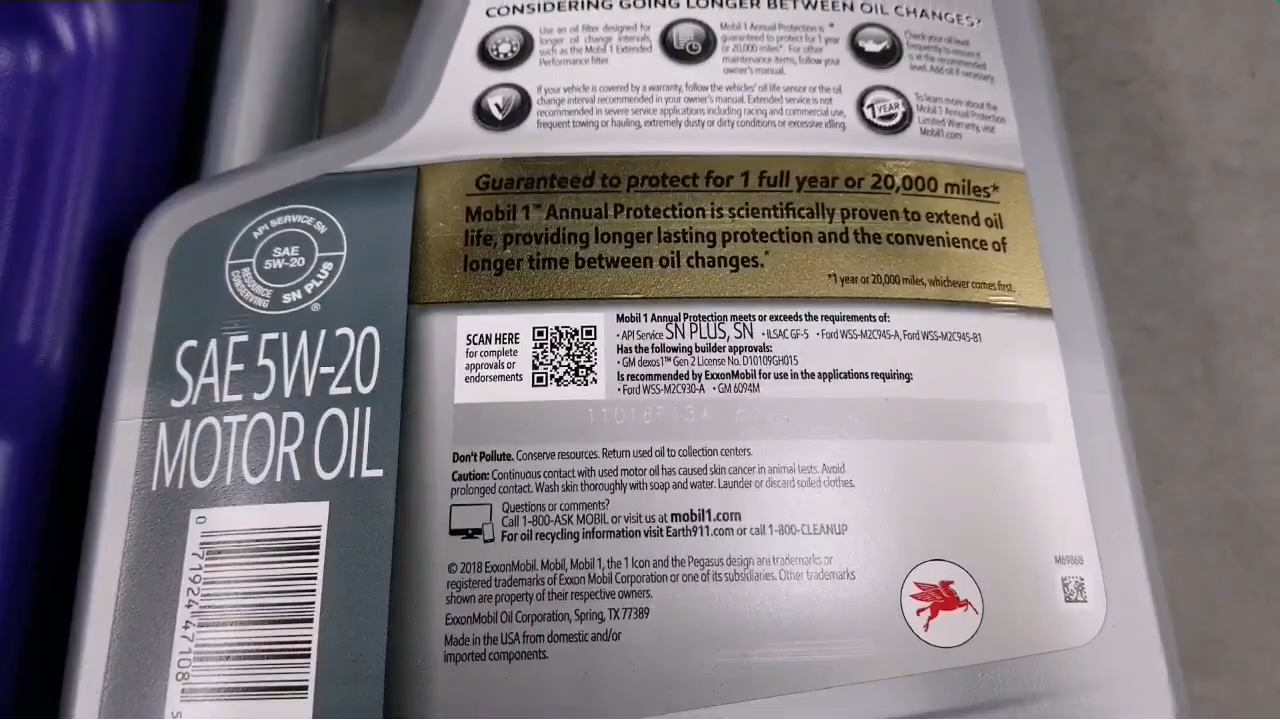 CONSIDERING GOING LONGER BETWEEN OIL CHANGES?
Use an oil filter designed for
longer oil change intervals,
such as the Mobil 1 Extended
Performance filter.
Mobil 1 Annual Protection is
guaranteed to protect for 1 year
or 20,000 miles*. For other
maintenance items, follow your
owner's manual.
Check your oil level
frequently to ensure it
is at the recommended
level. Add oil if necessary.
If your vehicle is covered by a warranty, follow the vehicles' oil life sensor or the oil
change interval recommended in your owner's manual. Extended service is not
recommended in severe service applications including racing and commercial use,
frequent towing or hauling, extremely dusty or dirty conditions or excessive idling.
1 YEAR
To learn more about the
Mobil 1 Annual Protection
Limited Warranty, visit
Mobil1.com
Guaranteed to protect for 1 full year or 20,000 miles*
Mobil 1™ Annual Protection is scientifically proven to extend oil
life, providing longer lasting protection and the convenience of
longer time between oil changes.*
*1 year or 20,000 miles, whichever comes first.
API SERVICE SN
SAE
5W-20
RESOURCE
CONSERVING
SN PLUS
®
SAE 5W-20
MOTOR OIL
0 71924 47108 5
SCAN HERE
for complete
approvals or
endorsements
Mobil 1 Annual Protection meets or exceeds the requirements of:
• API Service SN PLUS, SN • ILSAC GF-5 • Ford WSS-M2C945-A, Ford WSS-M2C945-B1
Has the following builder approvals:
• GM dexos1™ Gen 2 License No. D10109GH015
Is recommended by ExxonMobil for use in the applications requiring:
• Ford WSS-M2C930-A • GM 6094M
Don't Pollute. Conserve resources. Return used oil to collection centers.
Caution: Continuous contact with used motor oil has caused skin cancer in animal tests. Avoid
prolonged contact. Wash skin thoroughly with soap and water. Launder or discard soiled clothes.
Questions or comments?
Call 1-800-ASK MOBIL or visit us at mobil1.com
For oil recycling information visit Earth911.com or call 1-800-CLEANUP
© 2018 ExxonMobil. Mobil, Mobil 1, the 1 Icon and the Pegasus design are trademarks or
registered trademarks of Exxon Mobil Corporation or one of its subsidiaries. Other trademarks
shown are property of their respective owners.
ExxonMobil Oil Corporation, Spring, TX 77389
Made in the USA from domestic and/or
imported components.
M6986B